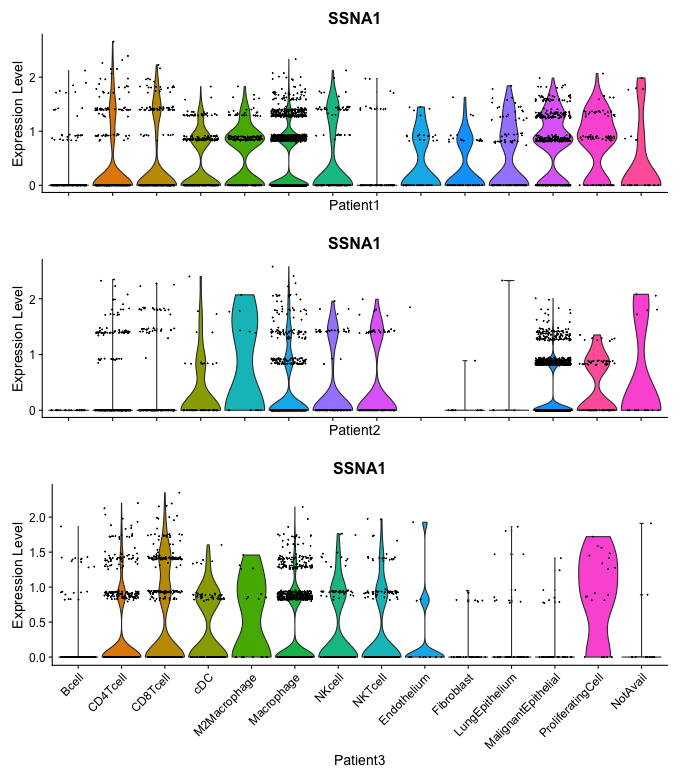 SSNA1
Expression Level
2
1
0
Patient1
SSNA1
Expression Level
2
1
0
Patient2
SSNA1
Expression Level
2.0
1.5
1.0
0.5
0.0
Bcell
CD4Tcell
CD8Tcell
cDC
M2Macrophage
Macrophage
NKcell
NKTcell
Endothelium
Fibroblast
LungEpithelium
MalignantEpithelial
ProliferatingCell
NotAvail
Patient3